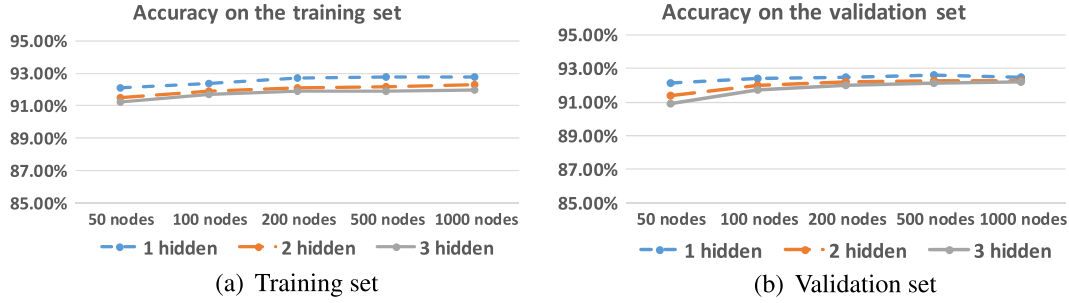 Accuracy on the training set
95.00%
93.00%
91.00%
89.00%
87.00%
85.00%
50 nodes 100 nodes 200 nodes 500 nodes 1000 nodes
1 hidden 2 hidden 3 hidden
(a) Training set
Accuracy on the validation set
95.00%
93.00%
91.00%
89.00%
87.00%
85.00%
50 nodes 100 nodes 200 nodes 500 nodes 1000 nodes
1 hidden 2 hidden 3 hidden
(b) Validation set